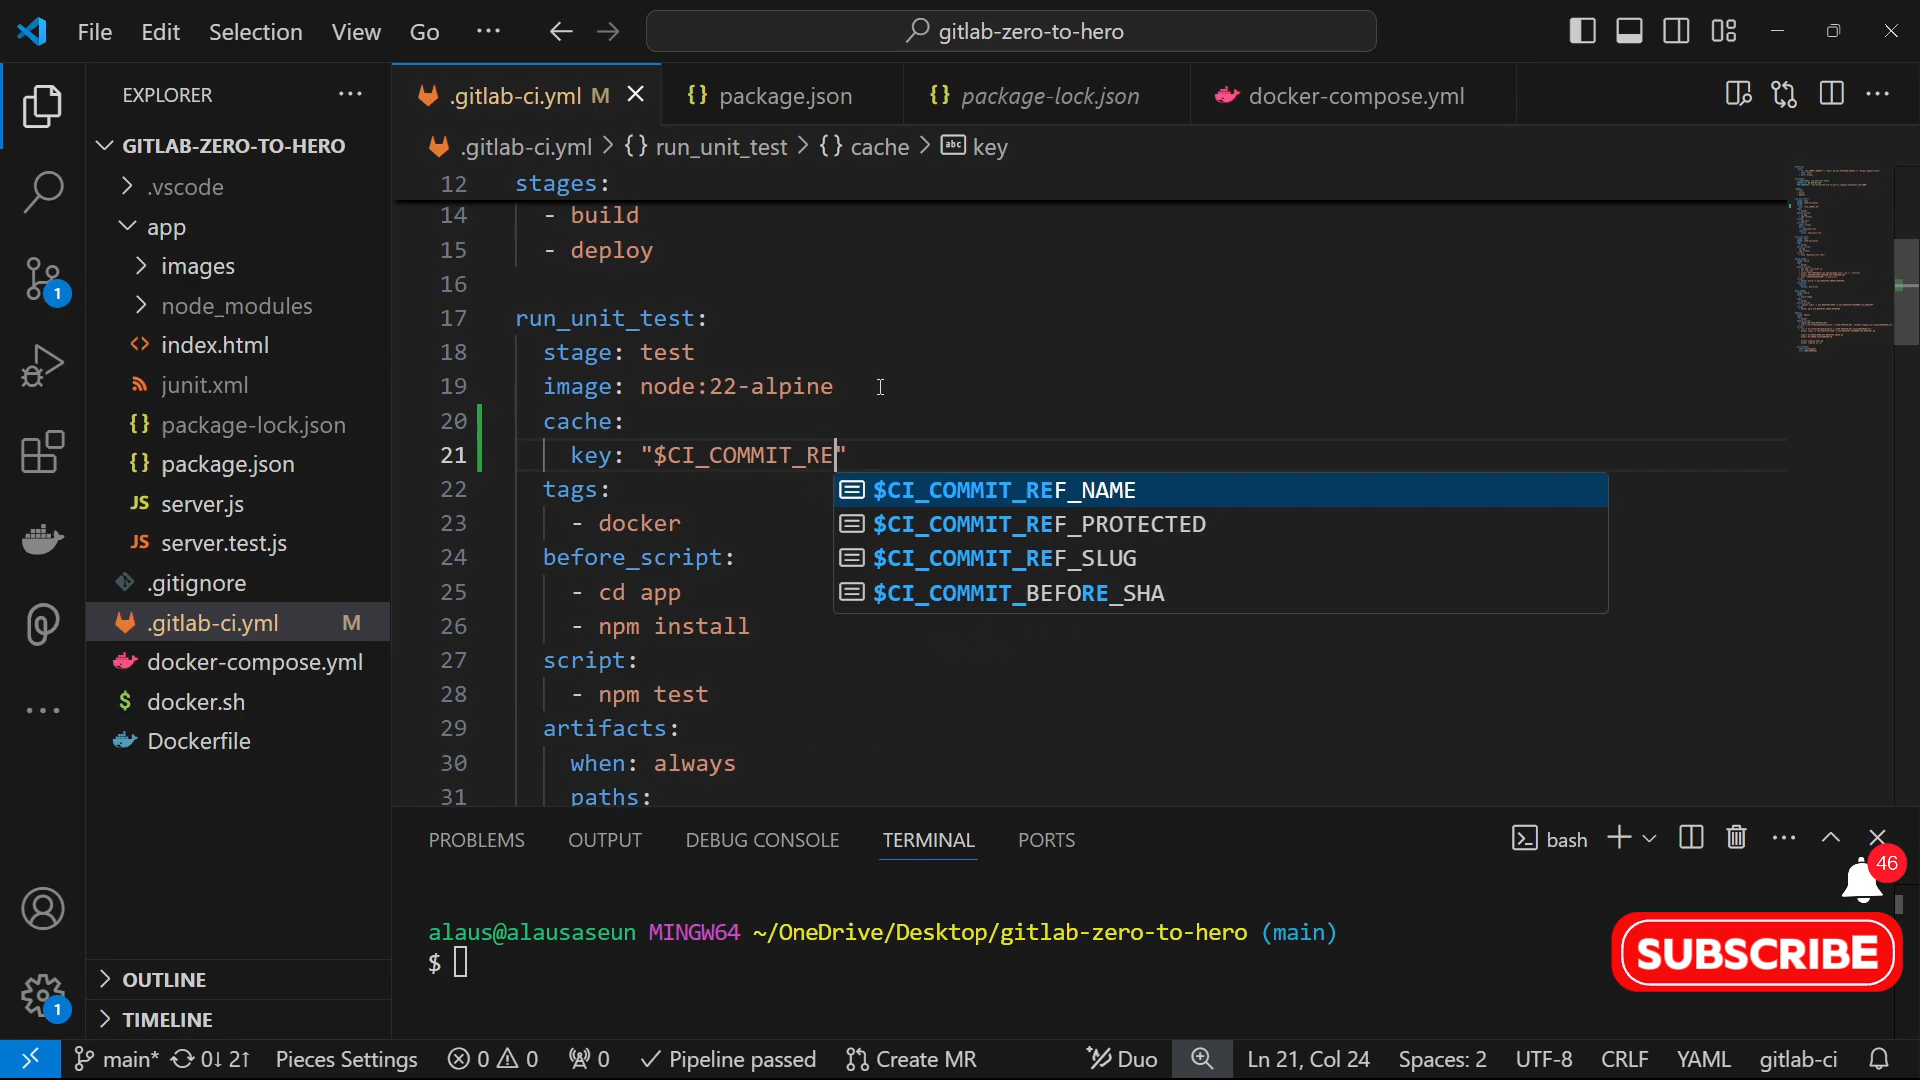 File Edit Selection View Go ··· gitlab-zero-to-hero
EXPLORER ···
.gitlab-ci.yml M
package.json
package-lock.json
docker-compose.yml
.gitlab-ci.yml > {} run_unit_test > {} cache > abc key
GITLAB-ZERO-TO-HERO
.vscode
app
images
node_modules
<> index.html
junit.xml
{} package-lock.json
{} package.json
JS server.js
JS server.test.js
.gitignore
.gitlab-ci.yml M
docker-compose.yml
$ docker.sh
Dockerfile
OUTLINE
TIMELINE
1
1
12 stages:
14 - build
15 - deploy
16
17 run_unit_test:
18 stage: test
19 image: node:22-alpine
20 cache:
21 key: "$CI_COMMIT_RE"
22 tags:
23 - docker
24 before_script:
25 - cd app
26 - npm install
27 script:
28 - npm test
29 artifacts:
30 when: always
31 paths:
$CI_COMMIT_REF_NAME
$CI_COMMIT_REF_PROTECTED
$CI_COMMIT_REF_SLUG
$CI_COMMIT_BEFORE_SHA
PROBLEMS OUTPUT DEBUG CONSOLE TERMINAL PORTS
bash
46
alaus@alausaseun MINGW64 ~/OneDrive/Desktop/gitlab-zero-to-hero (main)
$
SUBSCRIBE
main* 0↓ 2↑ Pieces Settings 0 0 0 Pipeline passed Create MR Duo Ln 21, Col 24 Spaces: 2 UTF-8 CRLF YAML gitlab-ci